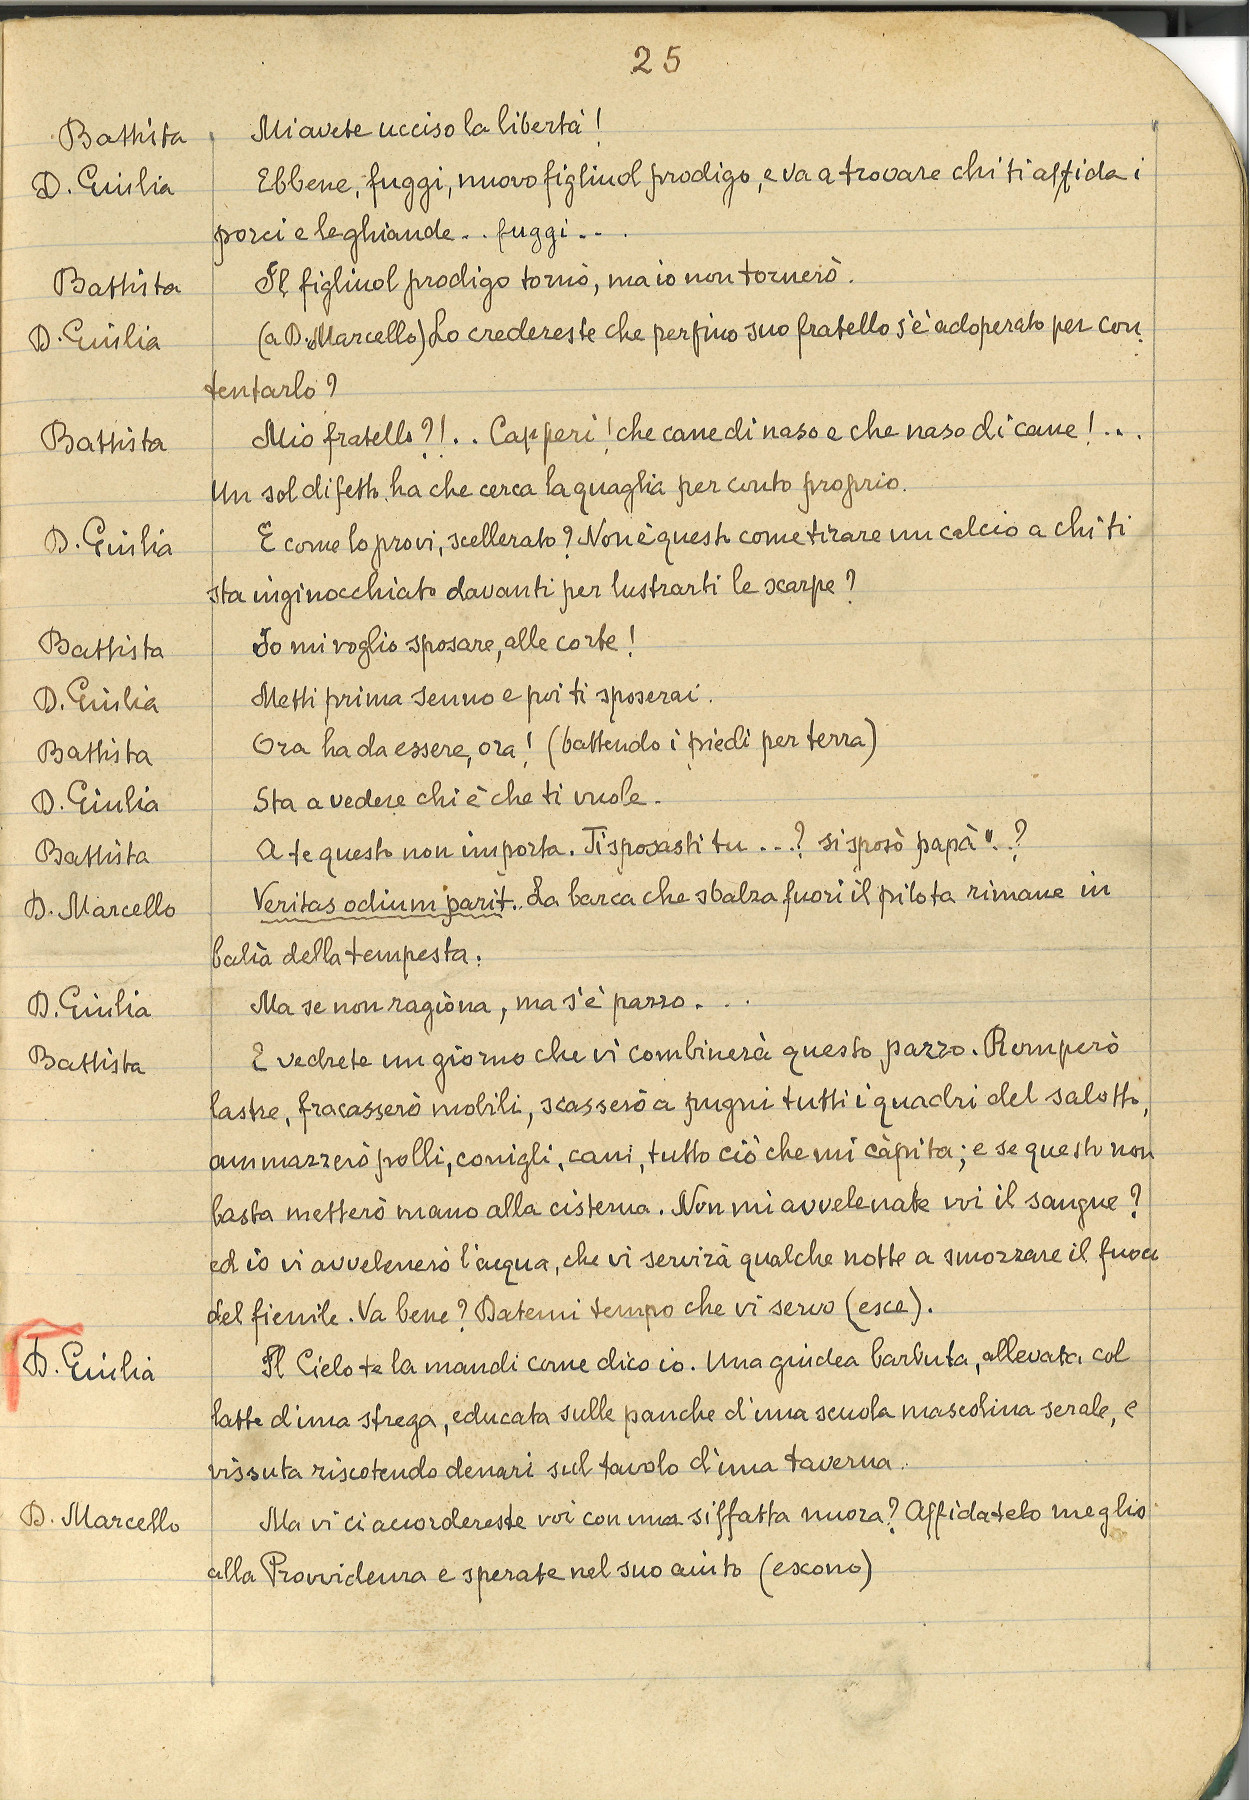 25
Battista Mi avete ucciso la libertà!
D. Giulia Ebbene, fuggi, nuovo figliuol prodigo, e va a trovare chi ti affida i
porci e le ghiande... fuggi...
Battista Il figliuol prodigo tornò, ma io non tornerò.
D. Giulia (a D. Marcello) Lo credereste che perfino suo fratello s'è adoperato per con
tentarlo?
Battista Mio fratello?!.. Capperi! che cane di naso e che naso di cane!...
Un sol difetto ha che cerca la quaglia per conto proprio.
D. Giulia E come lo provi, scellerato? Non è questo come tirare un calcio a chi ti
sta inginocchiato davanti per lustrarti le scarpe?
Battista Io mi voglio sposare, alle corte!
D. Giulia Metti prima senno e poi ti sposerai.
Battista Ora ha da essere, ora! (battendo i piedi per terra)
D. Giulia Sta a vedere chi è che ti vuole.
Battista A te questo non importa. Ti sposasti tu...? si sposò papà...?
D. Marcello Veritas odium parit. La barca che sbalza fuori il pilota rimane in
balìa della tempesta.
D. Giulia Ma se non ragiona, ma s'è pazzo...
Battista E vedrete un giorno che vi combinerà questo pazzo. Romperò
lastre, fracasserò mobili, scasserò a pugni tutti i quadri del salotto,
ammazzerò polli, conigli, cani, tutto ciò che mi càpita; e se questo non
basta metterò mano alla cisterna. Non mi avvelenate voi il sangue?
ed io vi avvelenerò l'acqua, che vi servirà qualche notte a smozzare il fuoco
del fienile. Va bene? Datemi tempo che vi servo (esce).
D. Giulia Il Cielo te la mandi come dico io. Una giudea barbuta, allevata col
latte d'una strega, educata sulle panche d'una scuola mascolina serale, e
vissuta riscotendo denari sul tavolo d'una taverna.
D. Marcello Ma vi ci accordereste voi con una siffatta nuora? Affidatelo meglio
alla Provvidenza e sperate nel suo aiuto (escono)